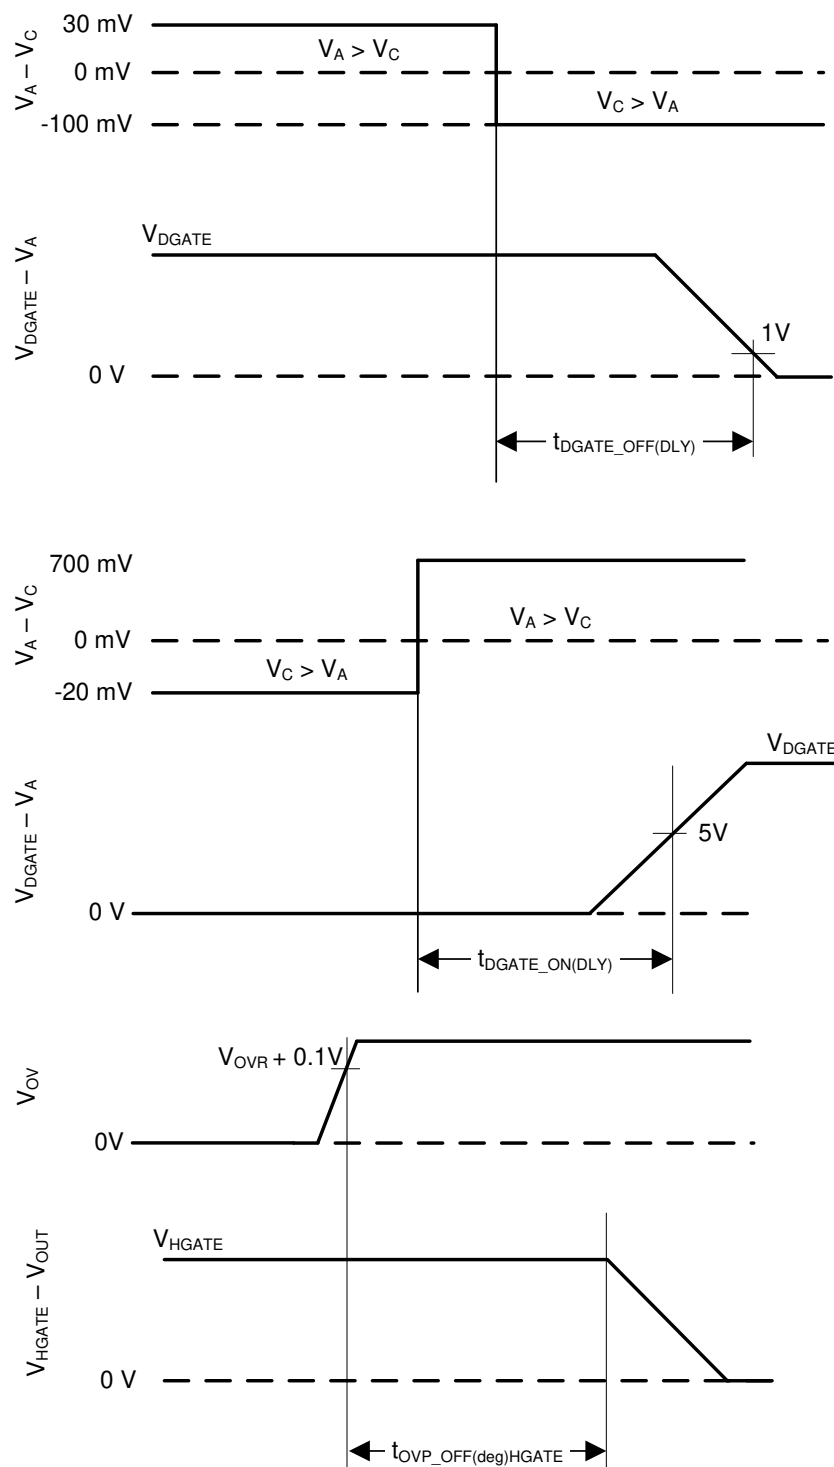 30 mV
V_A > V_C
0 mV
V_C > V_A
-100 mV
V_A – V_C
V_DGATE
1V
0 V
V_DGATE – V_A
t_DGATE_OFF(DLY)
700 mV
V_A > V_C
0 mV
V_C > V_A
-20 mV
V_A – V_C
V_DGATE
5V
0 V
V_DGATE – V_A
t_DGATE_ON(DLY)
V_OVR + 0.1V
V_OV
0V
V_HGATE
V_HGATE – V_OUT
0 V
t_OVP_OFF(deg)HGATE